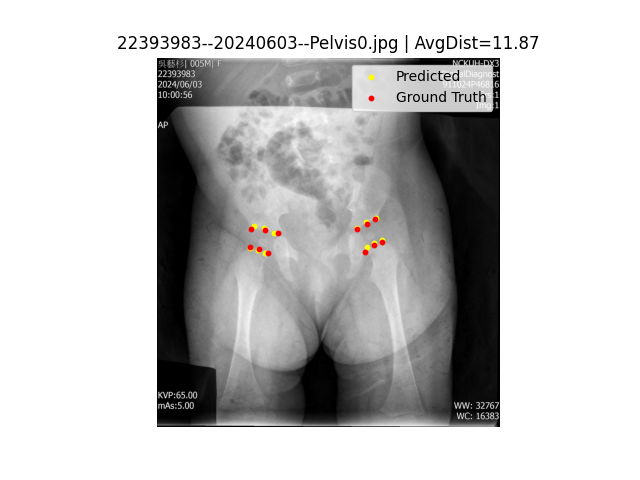 22393983--20240603--Pelvis0.jpg | AvgDist=11.87
吳藝杉| 005M| F
22393983
2024/06/03
10:00:56
AP
NCKUH-DX3
Predicted
Ground Truth
KVP:65.00
mAs:5.00
WW: 32767
WC: 16383